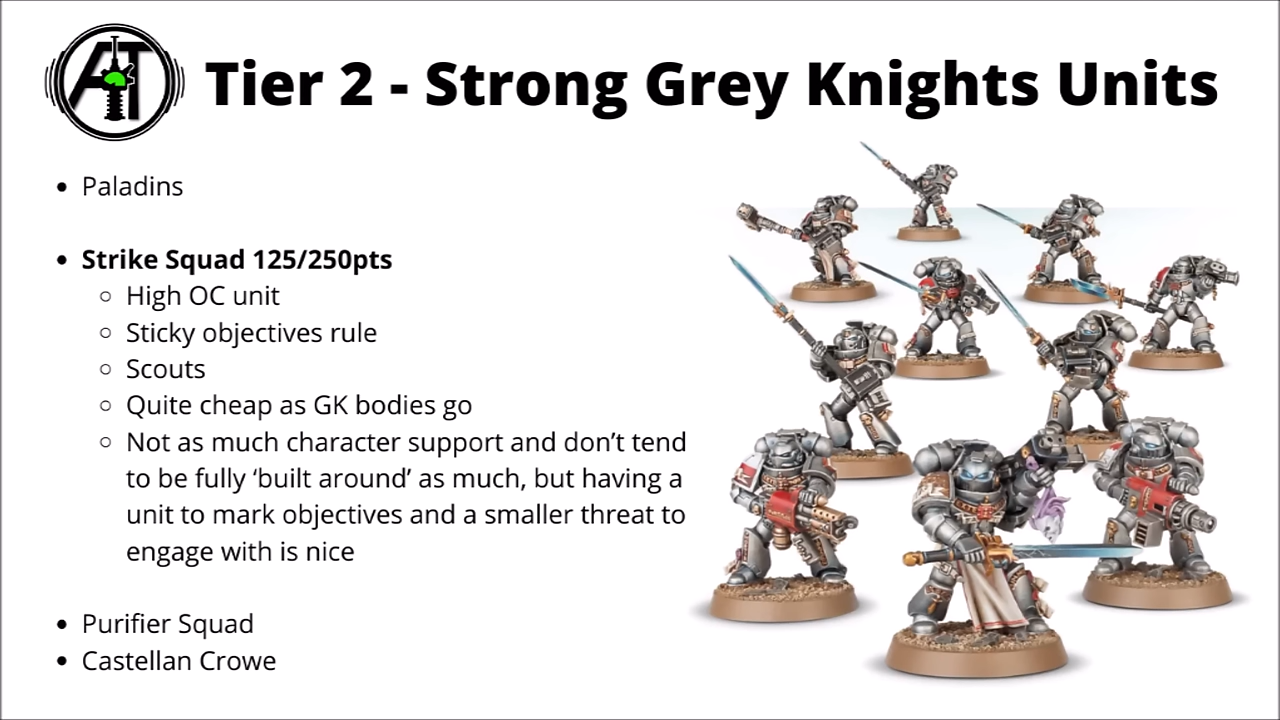 AT
Tier 2 - Strong Grey Knights Units
• Paladins
• Strike Squad 125/250pts
○ High OC unit
○ Sticky objectives rule
○ Scouts
○ Quite cheap as GK bodies go
○ Not as much character support and don’t tend
to be fully ‘built around’ as much, but having a
unit to mark objectives and a smaller threat to
engage with is nice
• Purifier Squad
• Castellan Crowe